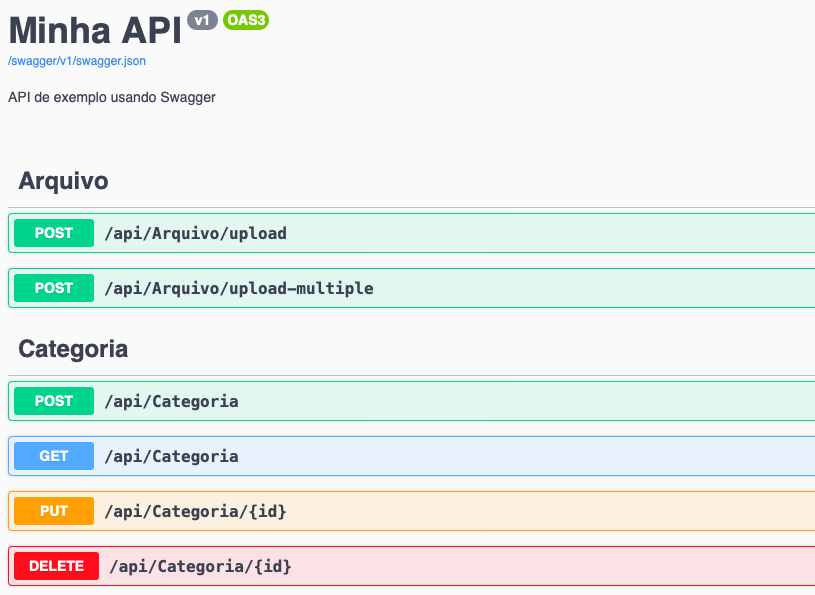 Minha API v1 OAS3
/swagger/v1/swagger.json
API de exemplo usando Swagger
Arquivo
POST /api/Arquivo/upload
POST /api/Arquivo/upload-multiple
Categoria
POST /api/Categoria
GET /api/Categoria
PUT /api/Categoria/{id}
DELETE /api/Categoria/{id}